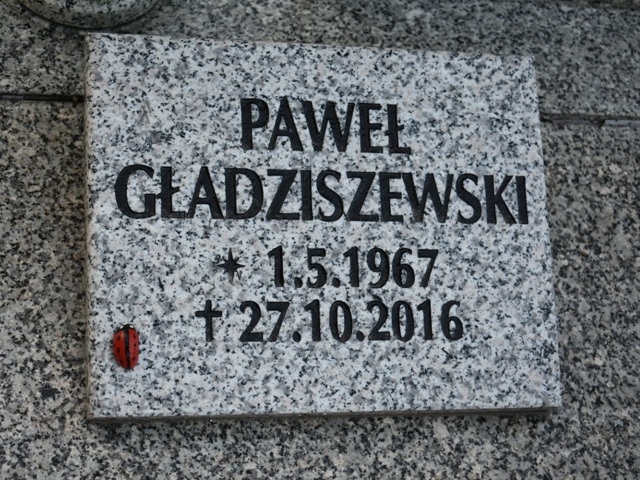 PAWEŁ
GŁADZISZEWSKI
* 1.5.1967
† 27.10.2016